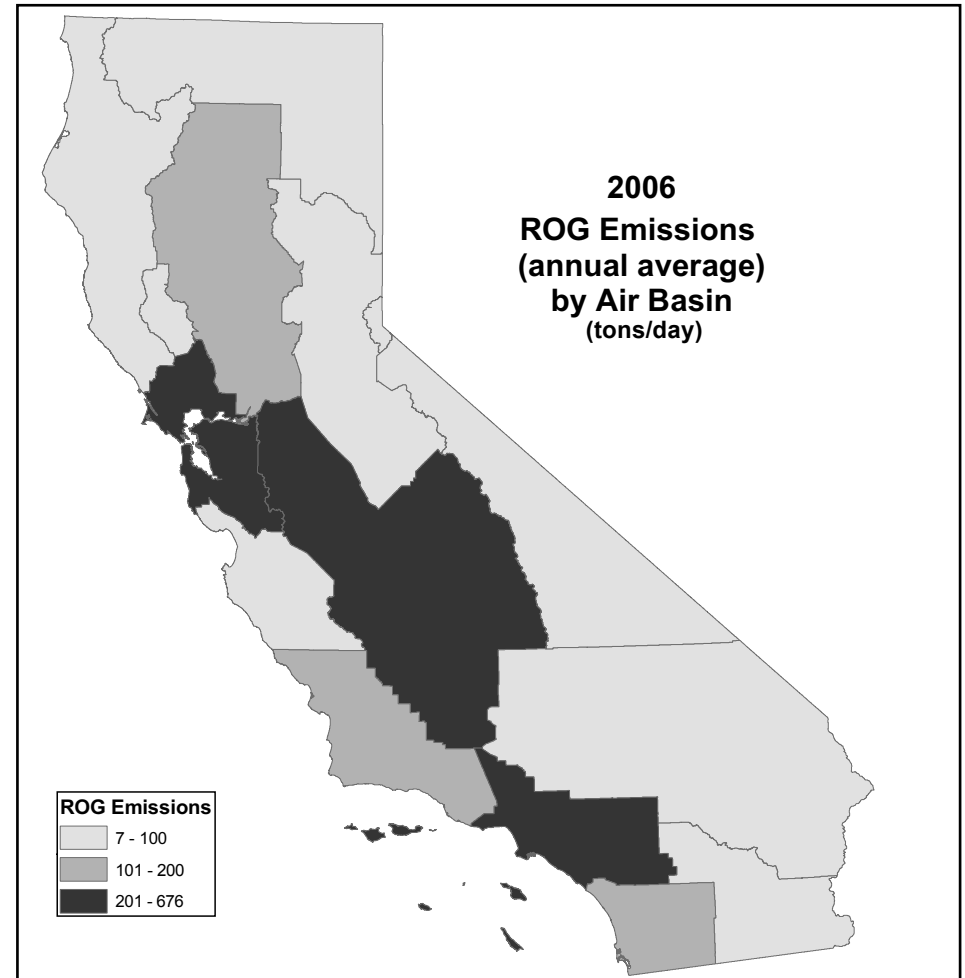 2006
ROG Emissions
(annual average)
by Air Basin
(tons/day)
ROG Emissions
7 - 100
101 - 200
201 - 676